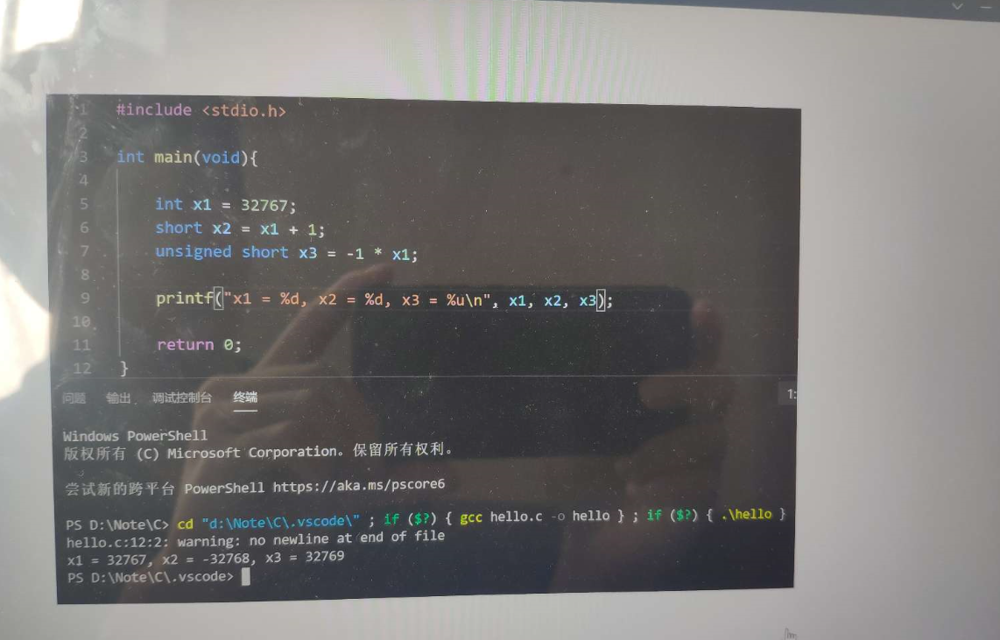 1 #include <stdio.h>
2
3 int main(void){
4
5 int x1 = 32767;
6 short x2 = x1 + 1;
7 unsigned short x3 = -1 * x1;
8
9 printf("x1 = %d, x2 = %d, x3 = %u\n", x1, x2, x3);
10
11 return 0;
12 }
问题 输出 调试控制台 终端 1:
Windows PowerShell
版权所有 (C) Microsoft Corporation。保留所有权利。
尝试新的跨平台 PowerShell https://aka.ms/pscore6
PS D:\Note\C> cd "d:\Note\C\.vscode\" ; if ($?) { gcc hello.c -o hello } ; if ($?) { .\hello }
hello.c:12:2: warning: no newline at end of file
x1 = 32767, x2 = -32768, x3 = 32769
PS D:\Note\C\.vscode>